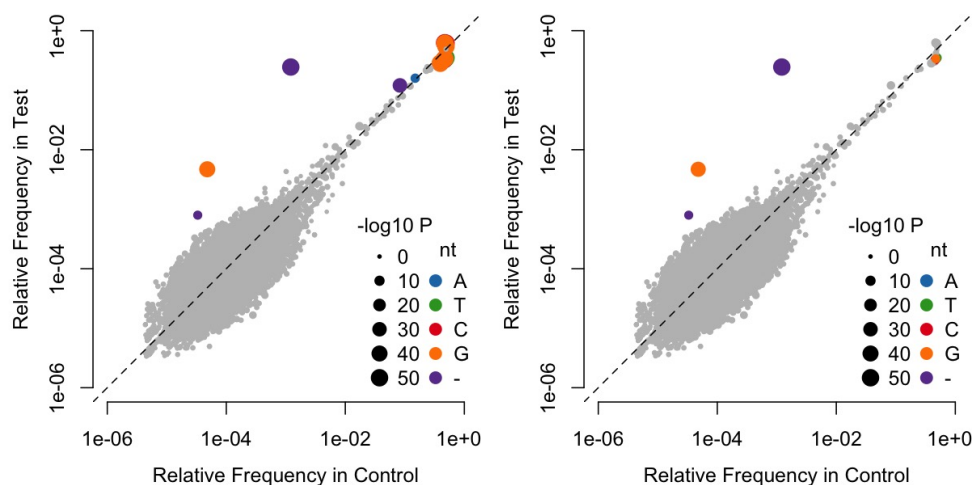 1e+0
1e-02
1e-04
1e-06
Relative Frequency in Test
-log10 P
nt
0
10
A
20
T
30
C
40
G
50
-
1e-06
1e-04
1e-02
1e+0
Relative Frequency in Control
1e+0
1e-02
1e-04
1e-06
Relative Frequency in Test
-log10 P
nt
0
10
A
20
T
30
C
40
G
50
-
1e-06
1e-04
1e-02
1e+0
Relative Frequency in Control